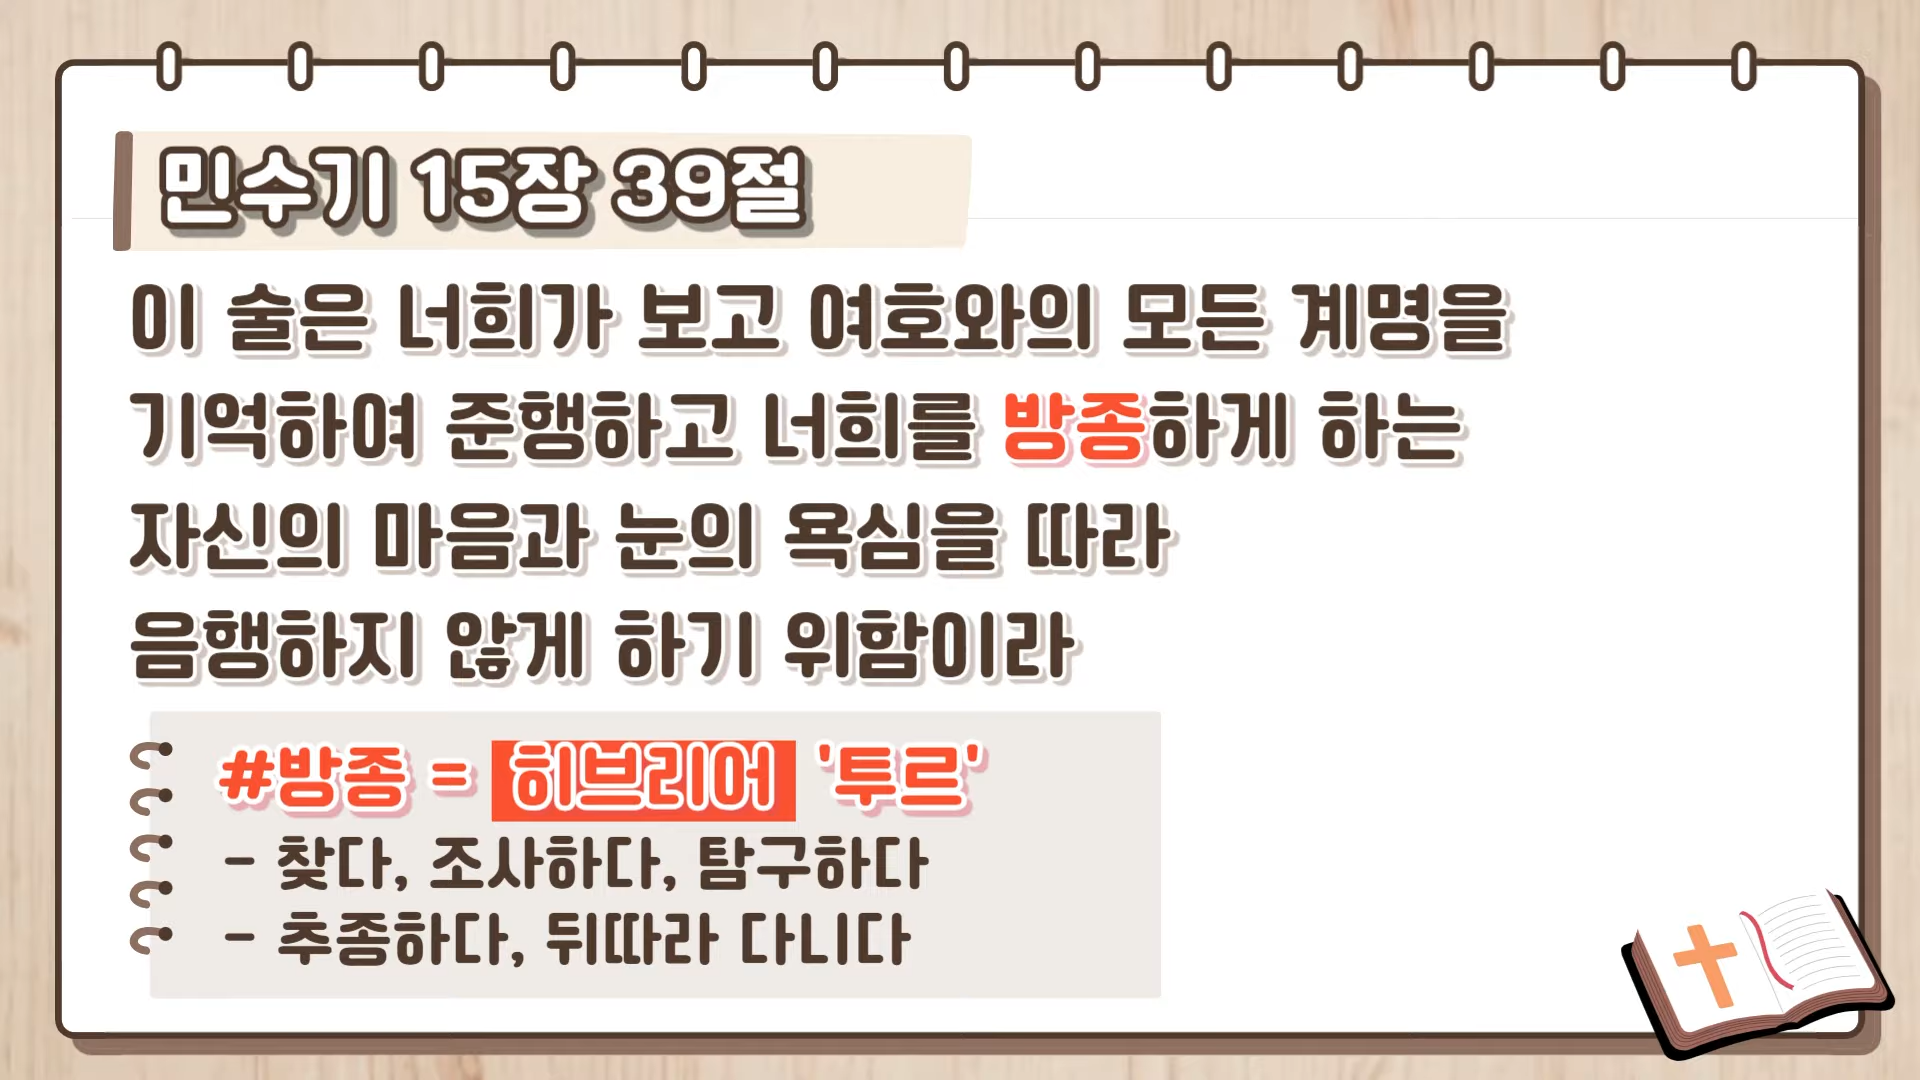 민수기 15장 39절
이 술은 너희가 보고 여호와의 모든 계명을
기억하여 준행하고 너희를 방종하게 하는
자신의 마음과 눈의 욕심을 따라
음행하지 않게 하기 위함이라
#방종 = 히브리어 '투르'
- 찾다, 조사하다, 탐구하다
- 추종하다, 뒤따라 다니다